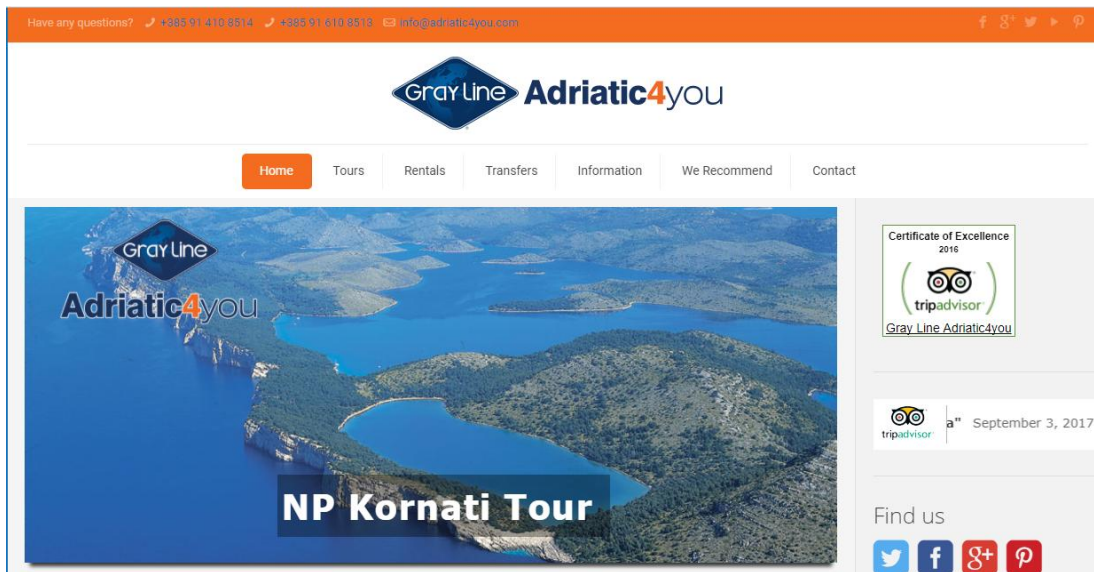 Have any questions? +385 91 410 8514 +385 91 610 8513 info@adriatic4you.com
GRAY LINE Adriatic4you
Home Tours Rentals Transfers Information We Recommend Contact
GRAY LINE
Adriatic4you
NP Kornati Tour
Certificate of Excellence
2016
tripadvisor
Gray Line Adriatic4you
tripadvisor a" September 3, 2017
Find us